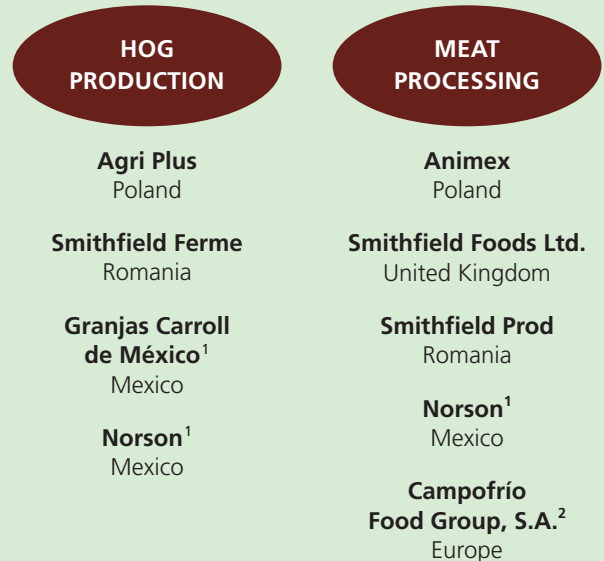 HOG
PRODUCTION
Agri Plus
Poland
Smithfield Ferme
Romania
Granjas Carroll
de México¹
Mexico
Norson¹
Mexico
MEAT
PROCESSING
Animex
Poland
Smithfield Foods Ltd.
United Kingdom
Smithfield Prod
Romania
Norson¹
Mexico
Campofrío
Food Group, S.A.²
Europe